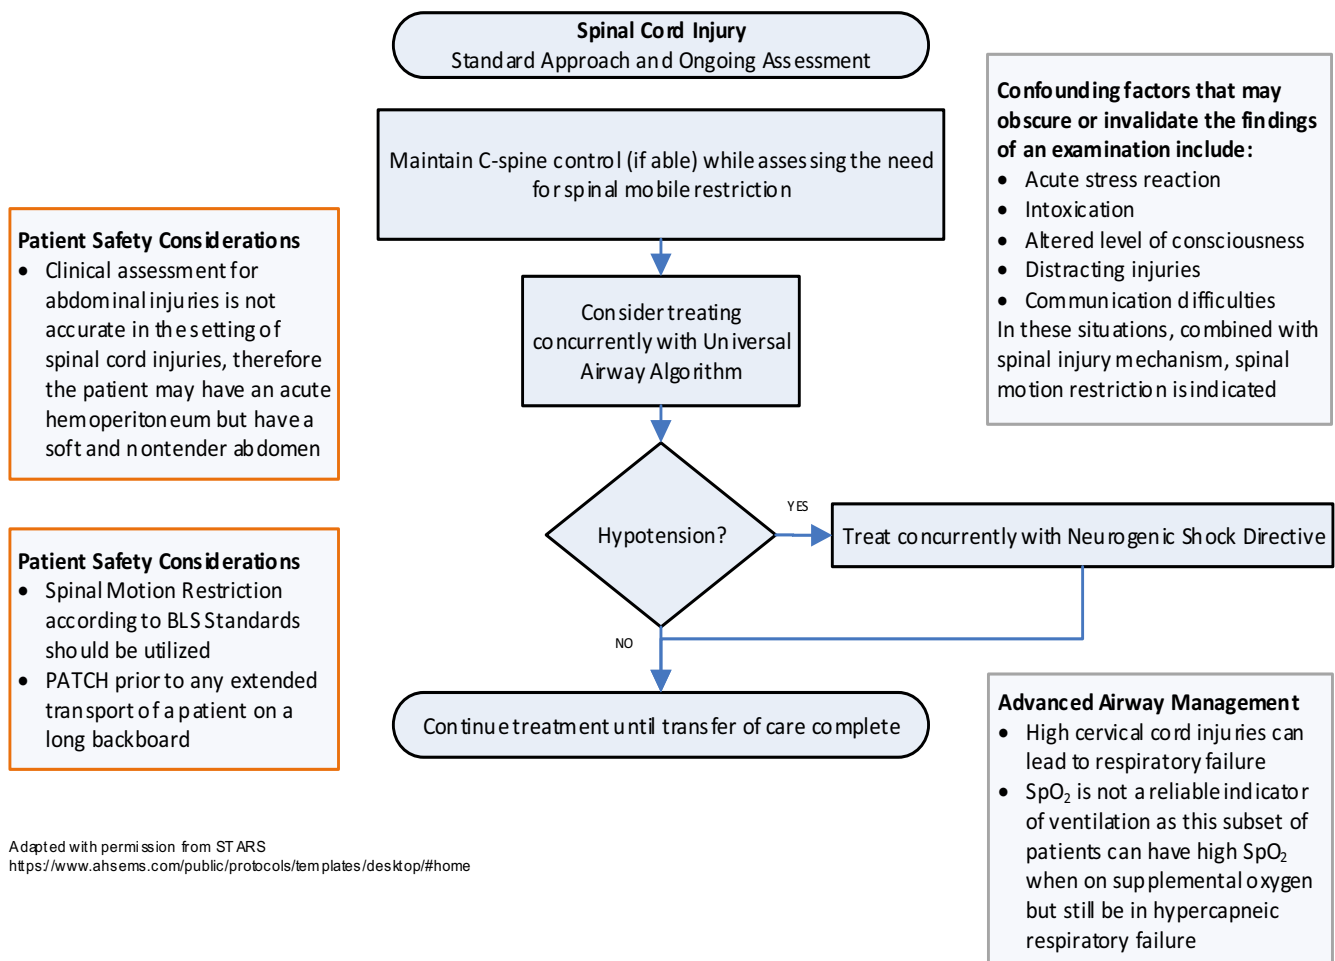 Spinal Cord Injury
Standard Approach and Ongoing Assessment
Maintain C-spine control (if able) while assessing the need
for spinal mobile restriction
Consider treating
concurrently with Universal
Airway Algorithm
Hypotension?
YES
Treat concurrently with Neurogenic Shock Directive
NO
Continue treatment until transfer of care complete
Patient Safety Considerations
• Clinical assessment for
abdominal injuries is not
accurate in the setting of
spinal cord injuries, therefore
the patient may have an acute
hemoperitoneum but have a
soft and nontender abdomen
Patient Safety Considerations
• Spinal Motion Restriction
according to BLS Standards
should be utilized
• PATCH prior to any extended
transport of a patient on a
long backboard
Confounding factors that may
obscure or invalidate the findings
of an examination include:
• Acute stress reaction
• Intoxication
• Altered level of consciousness
• Distracting injuries
• Communication difficulties
In these situations, combined with
spinal injury mechanism, spinal
motion restriction is indicated
Advanced Airway Management
• High cervical cord injuries can
lead to respiratory failure
• SpO₂ is not a reliable indicator
of ventilation as this subset of
patients can have high SpO₂
when on supplemental oxygen
but still be in hypercapneic
respiratory failure
Adapted with permission from STARS
https://www.ahsems.com/public/protocols/templates/desktop/#home